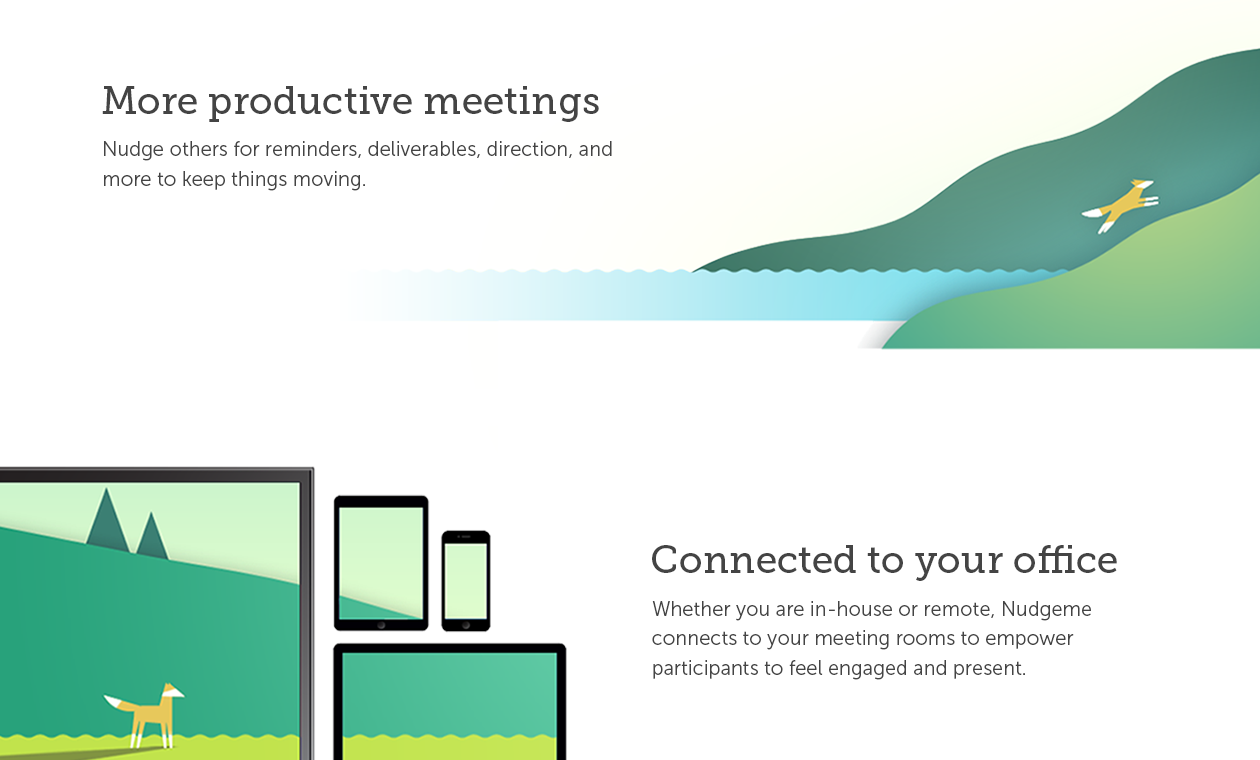 More productive meetings
Nudge others for reminders, deliverables, direction, and
more to keep things moving.
Connected to your office
Whether you are in-house or remote, Nudgeme
connects to your meeting rooms to empower
participants to feel engaged and present.